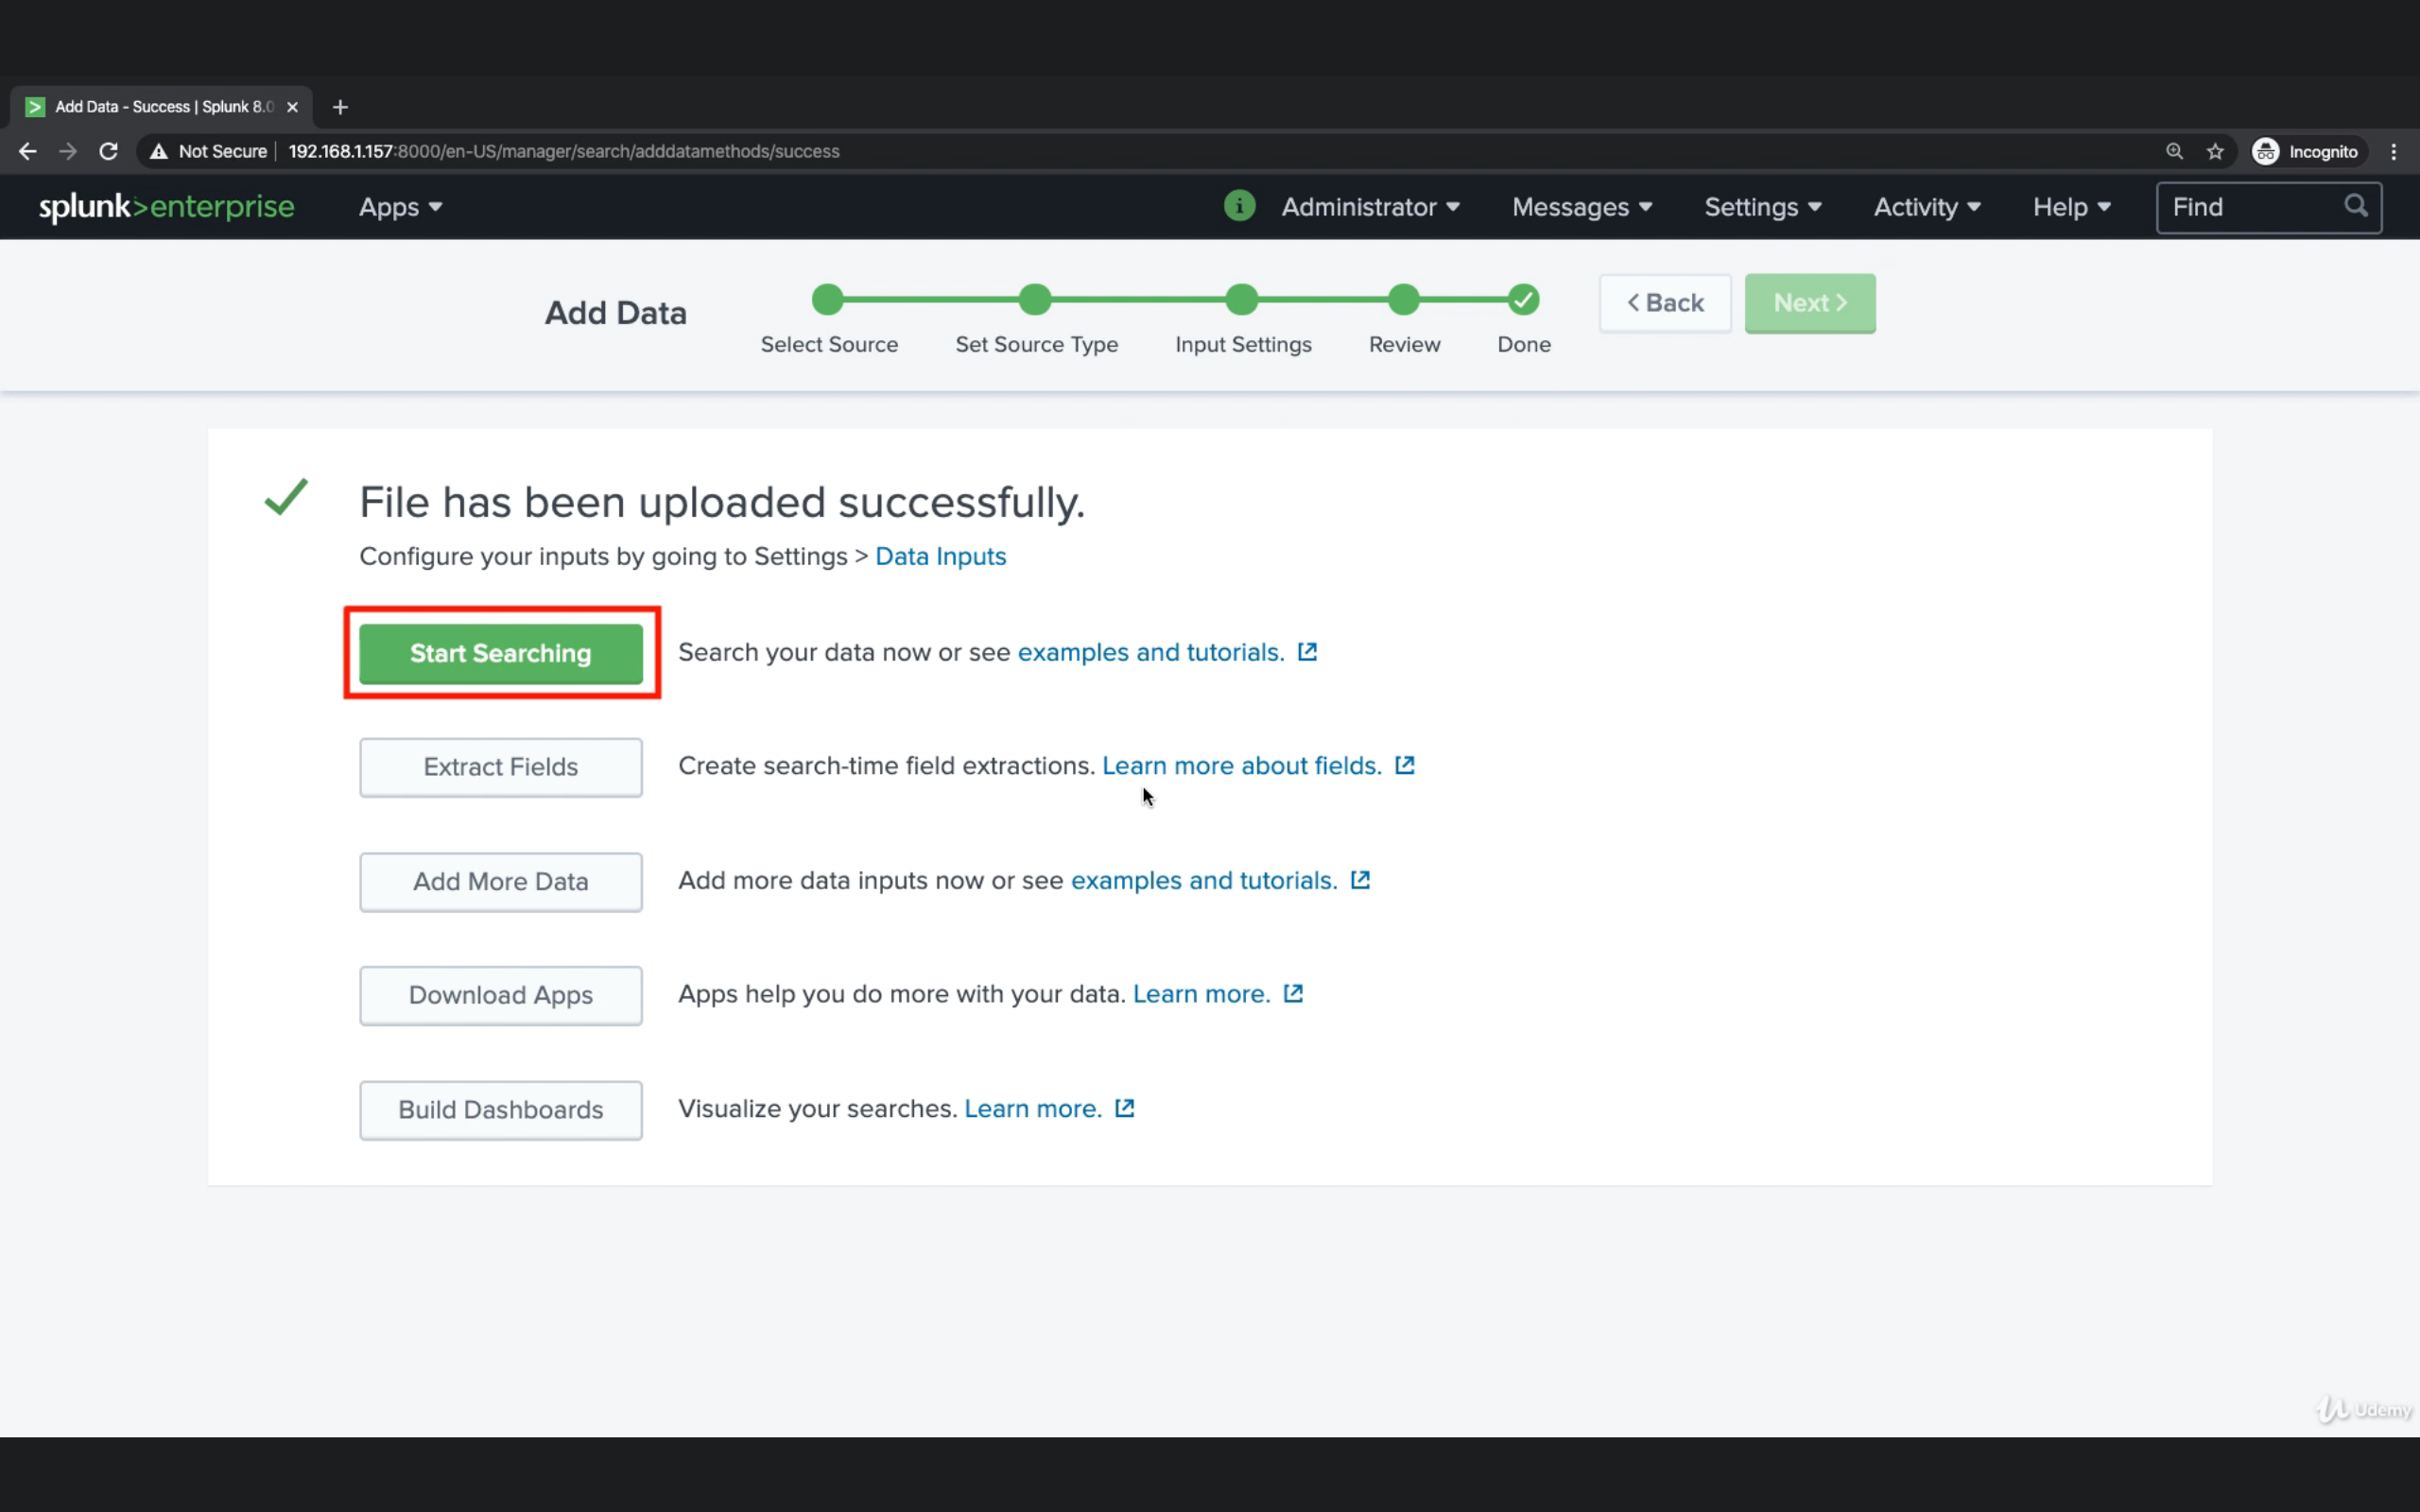 Add Data - Success | Splunk 8.0
Not Secure | 192.168.1.157:8000/en-US/manager/search/adddatamethods/success
Incognito
splunk>enterprise Apps i Administrator Messages Settings Activity Help Find
Add Data
Select Source Set Source Type Input Settings Review Done
< Back Next >
File has been uploaded successfully.
Configure your inputs by going to Settings > Data Inputs
Start Searching Search your data now or see examples and tutorials.
Extract Fields Create search-time field extractions. Learn more about fields.
Add More Data Add more data inputs now or see examples and tutorials.
Download Apps Apps help you do more with your data. Learn more.
Build Dashboards Visualize your searches. Learn more.
Udemy